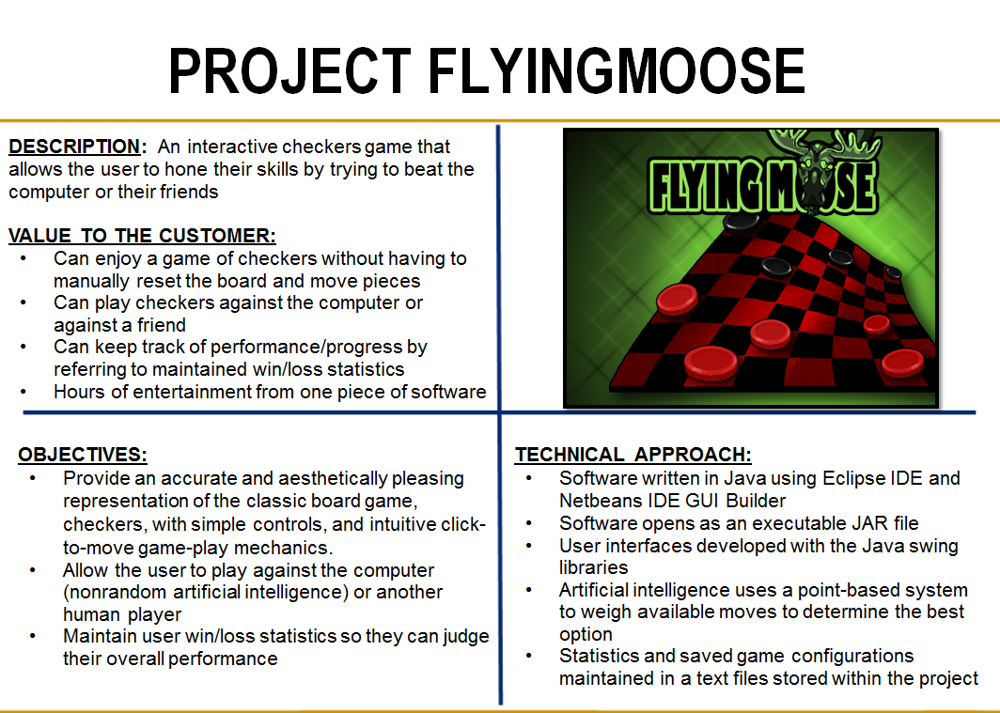 PROJECT FLYINGMOOSE
DESCRIPTION: An interactive checkers game that
allows the user to hone their skills by trying to beat the
computer or their friends
VALUE TO THE CUSTOMER:
• Can enjoy a game of checkers without having to
manually reset the board and move pieces
• Can play checkers against the computer or
against a friend
• Can keep track of performance/progress by
referring to maintained win/loss statistics
• Hours of entertainment from one piece of software
FLYING MOOSE
OBJECTIVES:
• Provide an accurate and aesthetically pleasing
representation of the classic board game,
checkers, with simple controls, and intuitive click-
to-move game-play mechanics.
• Allow the user to play against the computer
(nonrandom artificial intelligence) or another
human player
• Maintain user win/loss statistics so they can judge
their overall performance
TECHNICAL APPROACH:
• Software written in Java using Eclipse IDE and
Netbeans IDE GUI Builder
• Software opens as an executable JAR file
• User interfaces developed with the Java swing
libraries
• Artificial intelligence uses a point-based system
to weigh available moves to determine the best
option
• Statistics and saved game configurations
maintained in a text files stored within the project